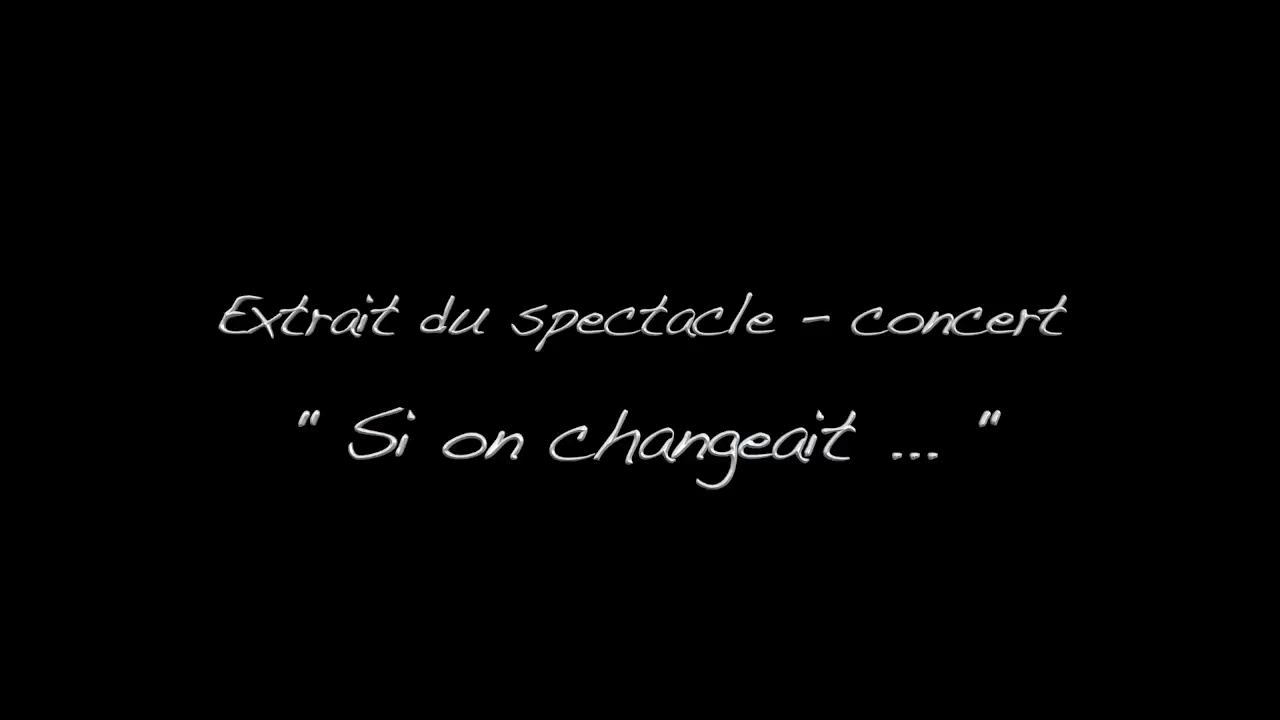 Extrait du spectacle - concert
" Si on changeait ... "